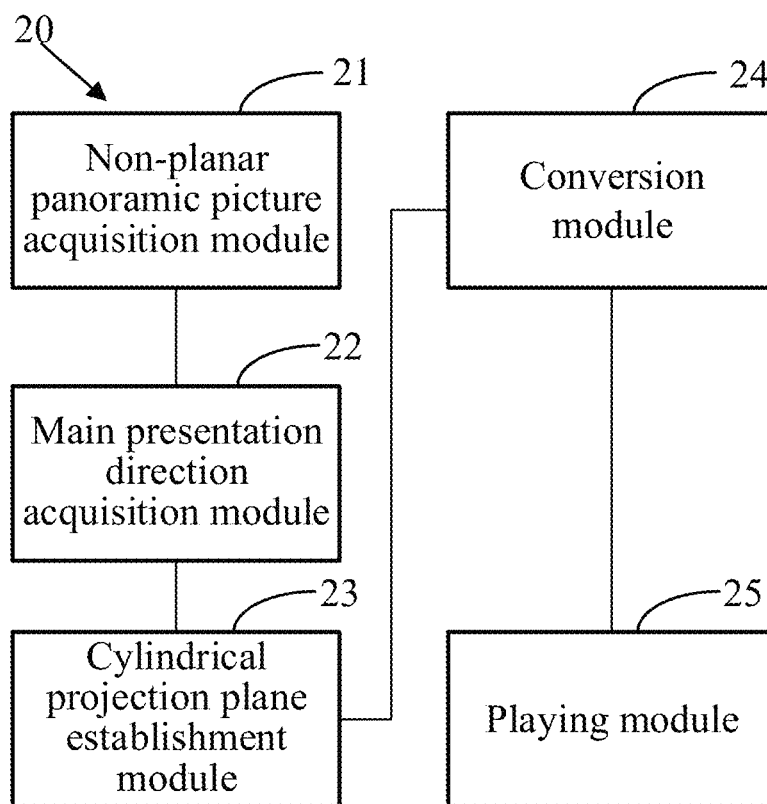 20
21
Non-planar
panoramic picture
acquisition module
22
Main presentation
direction
acquisition module
23
Cylindrical
projection plane
establishment
module
24
Conversion
module
25
Playing module